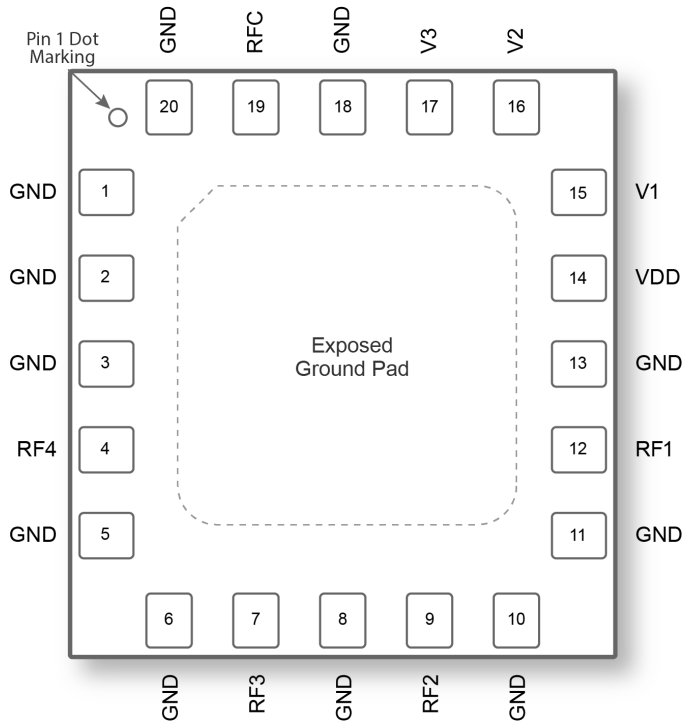 Pin 1 Dot
Marking
GND
RFC
GND
V3
V2
20
19
18
17
16
GND
1
15
V1
GND
2
14
VDD
GND
3
13
GND
Exposed
Ground Pad
RF4
4
12
RF1
GND
5
11
GND
6
7
8
9
10
GND
RF3
GND
RF2
GND